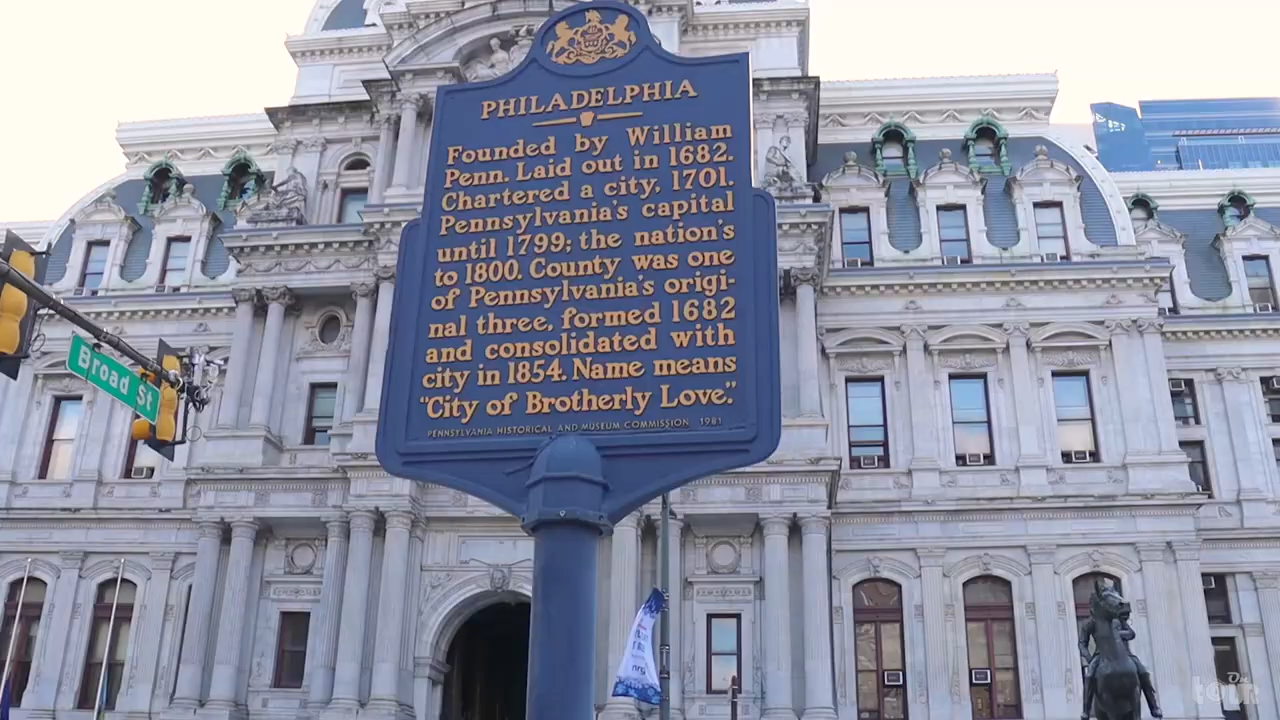 PHILADELPHIA
Founded by William
Penn. Laid out in 1682.
Chartered a city, 1701.
Pennsylvania's capital
until 1799; the nation's
to 1800. County was one
of Pennsylvania's origi-
nal three, formed 1682
and consolidated with
city in 1854. Name means
"City of Brotherly Love."
PENNSYLVANIA HISTORICAL AND MUSEUM COMMISSION 1981
Broad St
On
TOUR